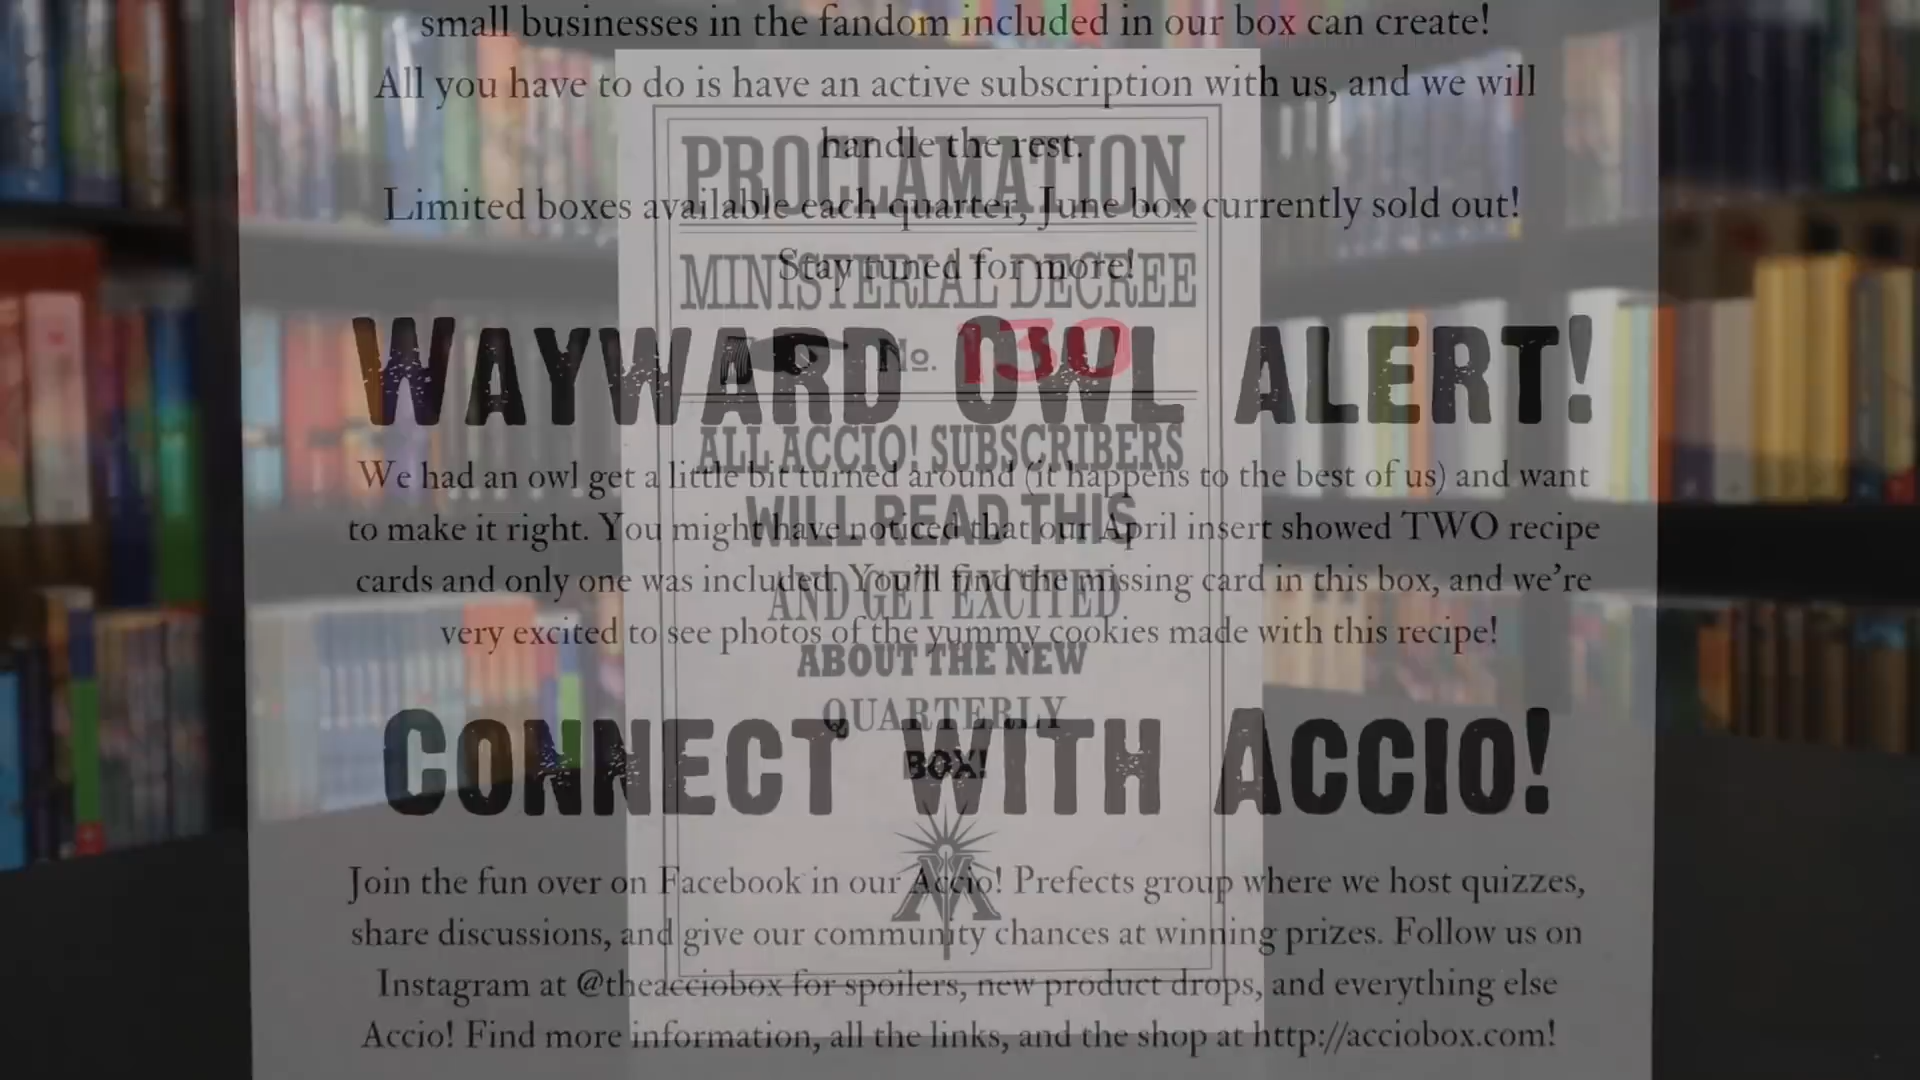 small businesses in the fandom included in our box can create!
All you have to do is have an active subscription with us, and we will
handle the rest.
Limited boxes available each quarter, June box currently sold out!
Stay tuned for more!
WAYWARD OWL ALERT!
We had an owl get a little bit turned around (it happens to the best of us) and want
to make it right. You might have noticed that our April insert showed TWO recipe
cards and only one was included. You'll find the missing card in this box, and we're
very excited to see photos of the yummy cookies made with this recipe!
CONNECT WITH ACCIO!
Join the fun over on Facebook in our Accio! Prefects group where we host quizzes,
share discussions, and give our community chances at winning prizes. Follow us on
Instagram at @theacciobox for spoilers, new product drops, and everything else
Accio! Find more information, all the links, and the shop at http://acciobox.com!
PROCLAMATION
MINISTERIAL DECREE
No. 130
ALL ACCIO! SUBSCRIBERS
WILL READ THIS
AND GET EXCITED
ABOUT THE NEW
QUARTERLY
BOX!
M